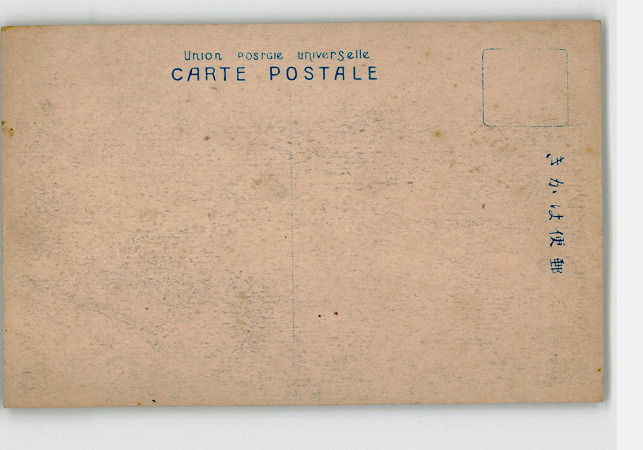 Union postale universelle
CARTE POSTALE
郵便はかき